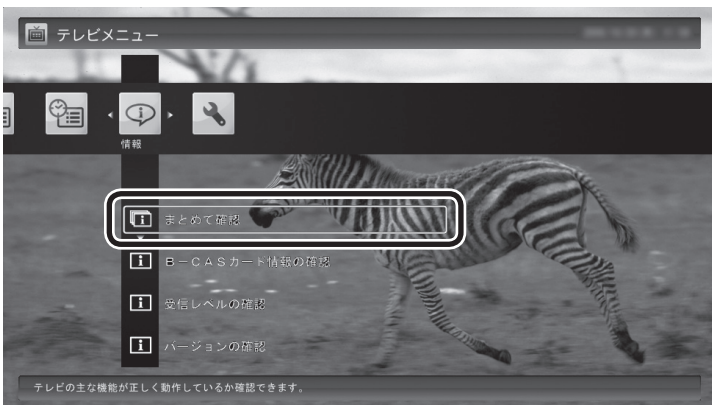 テレビメニュー
情報
まとめて確認
B-CASカード情報の確認
受信レベルの確認
バージョンの確認
テレビの主な機能が正しく動作しているか確認できます。